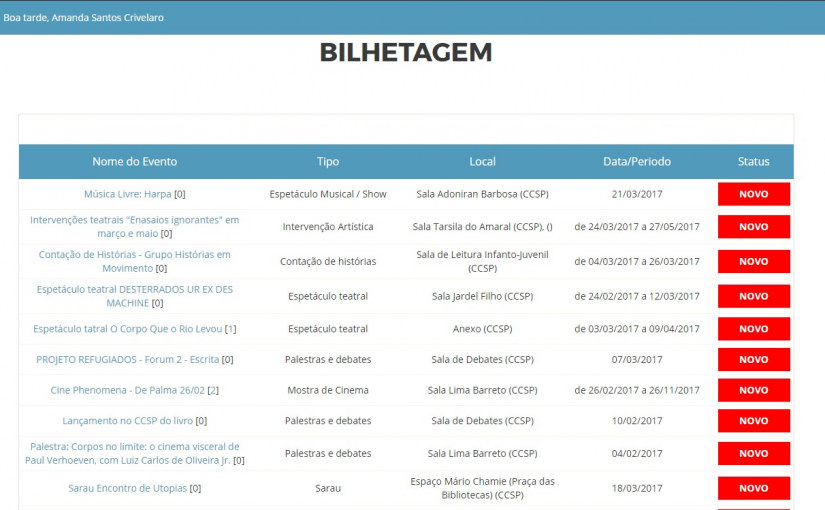 Boa tarde, Amanda Santos Crivelaro
BILHETAGEM
Nome do Evento Tipo Local Data/Periodo Status
Música Livre: Harpa [0] Espetáculo Musical / Show Sala Adoniran Barbosa (CCSP) 21/03/2017 NOVO
Intervenções teatrais "Enasaios ignorantes" em
março e maio [0] Intervenção Artística Sala Tarsila do Amaral (CCSP), () de 24/03/2017 a 27/05/2017 NOVO
Contação de Histórias - Grupo Histórias em
Movimento [0] Contação de histórias Sala de Leitura Infanto-Juvenil
(CCSP) de 04/03/2017 a 26/03/2017 NOVO
Espetáculo teatral DESTERRADOS UR EX DES
MACHINE [0] Espetáculo teatral Sala Jardel Filho (CCSP) de 24/02/2017 a 12/03/2017 NOVO
Espetáculo tatral O Corpo Que o Rio Levou [1] Espetáculo teatral Anexo (CCSP) de 03/03/2017 a 09/04/2017 NOVO
PROJETO REFUGIADOS - Forum 2 - Escrita [0] Palestras e debates Sala de Debates (CCSP) 07/03/2017 NOVO
Cine Phenomena - De Palma 26/02 [2] Mostra de Cinema Sala Lima Barreto (CCSP) de 26/02/2017 a 26/11/2017 NOVO
Lançamento no CCSP do livro [0] Palestras e debates Sala de Debates (CCSP) 10/02/2017 NOVO
Palestra: Corpos no limite: o cinema visceral de
Paul Verhoeven, com Luiz Carlos de Oliveira Jr. [0] Palestras e debates Sala Lima Barreto (CCSP) 04/02/2017 NOVO
Sarau Encontro de Utopias [0] Sarau Espaço Mário Chamie (Praça das
Bibliotecas) (CCSP) 18/03/2017 NOVO